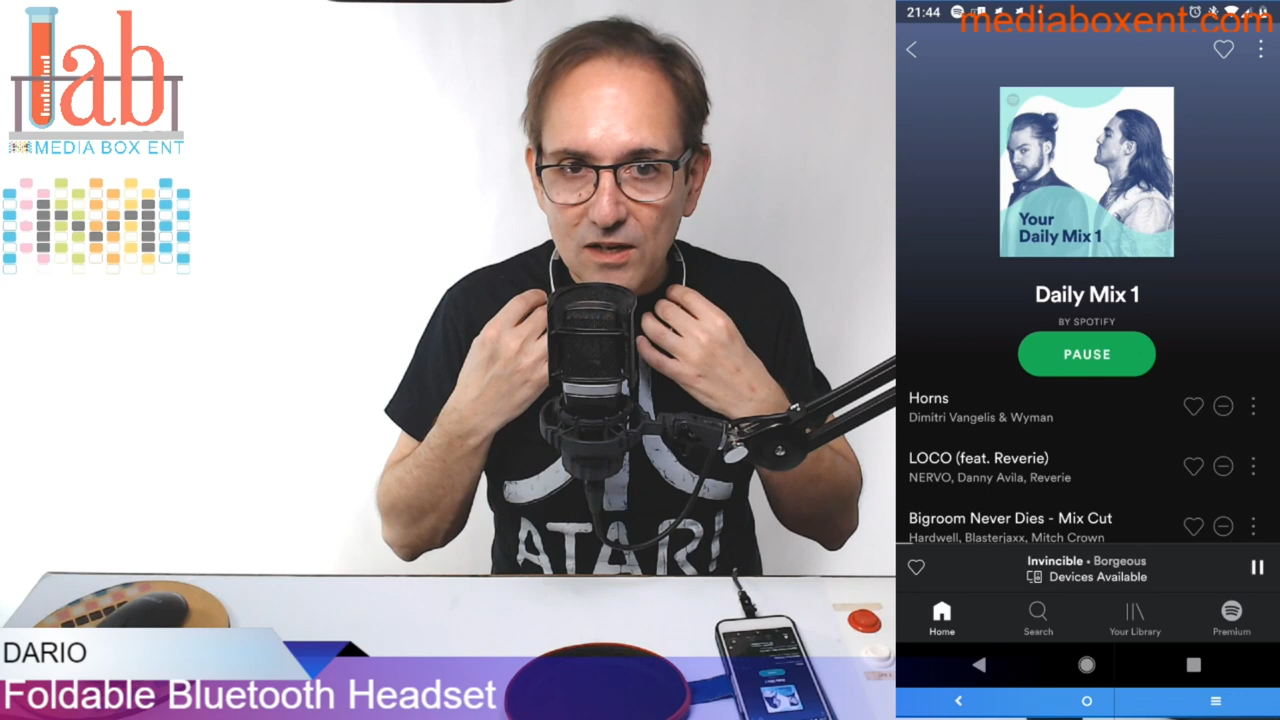 lab
MEDIA BOX ENT
ATARI
DARIO
Foldable Bluetooth Headset
21:44
mediaboxent.com
Your
Daily Mix 1
Daily Mix 1
BY SPOTIFY
PAUSE
Horns
Dimitri Vangelis & Wyman
LOCO (feat. Reverie)
NERVO, Danny Avila, Reverie
Bigroom Never Dies - Mix Cut
Hardwell, Blasterjaxx, Mitch Crown
Invincible • Borgeous
Devices Available
Home
Search
Your Library
Premium